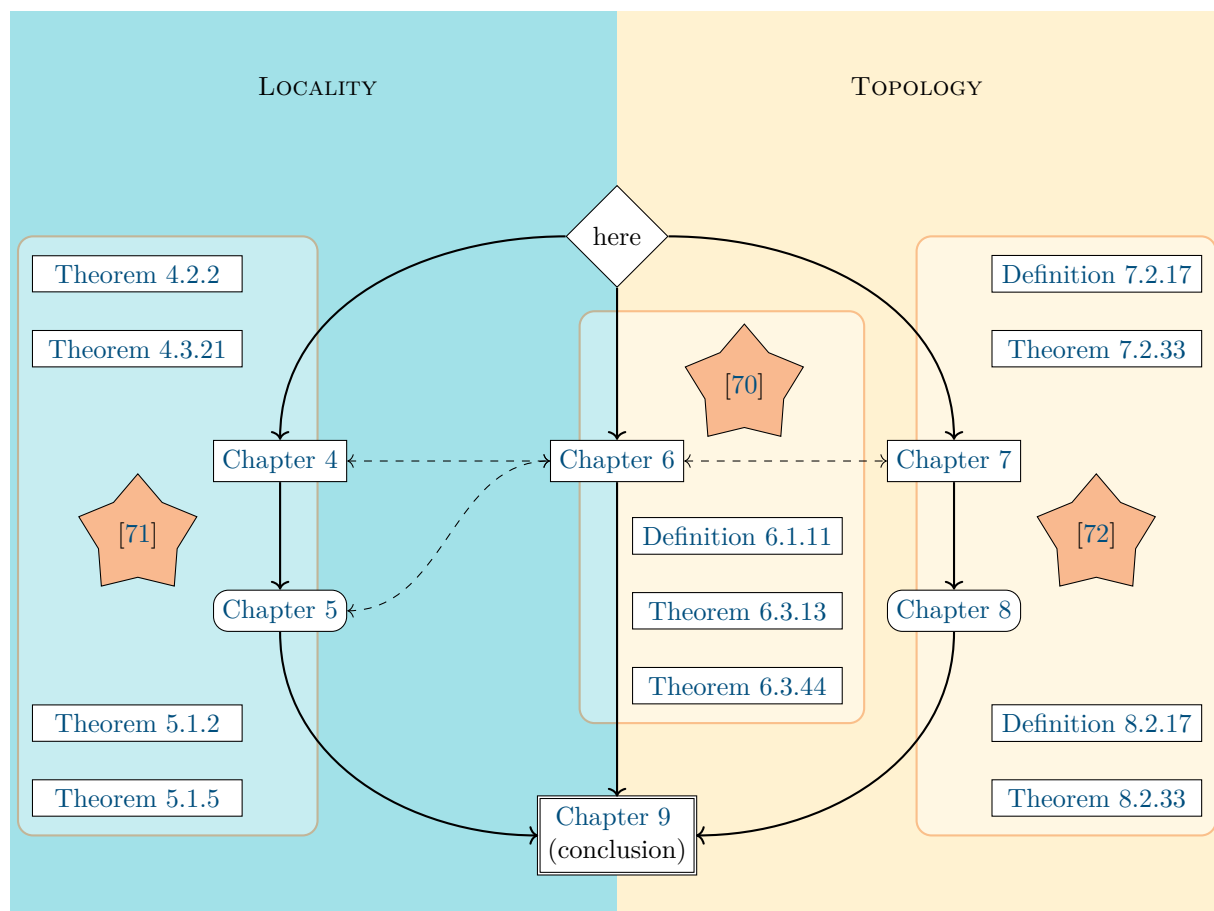 LOCALITY
TOPOLOGY
here
Theorem 4.2.2
Definition 7.2.17
Theorem 4.3.21
[70]
Theorem 7.2.33
Chapter 4
Chapter 6
Chapter 7
[71]
Definition 6.1.11
[72]
Chapter 5
Theorem 6.3.13
Chapter 8
Theorem 6.3.44
Theorem 5.1.2
Definition 8.2.17
Theorem 5.1.5
Chapter 9
(conclusion)
Theorem 8.2.33